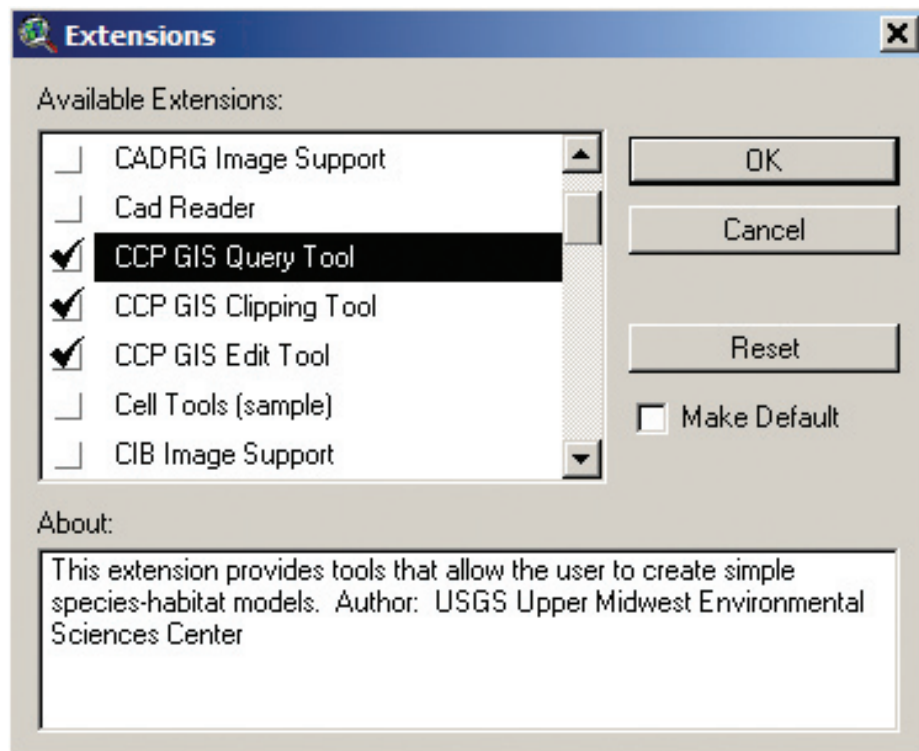 Extensions
Available Extensions:
CADRG Image Support
Cad Reader
CCP GIS Query Tool
CCP GIS Clipping Tool
CCP GIS Edit Tool
Cell Tools (sample)
CIB Image Support
OK
Cancel
Reset
Make Default
About:
This extension provides tools that allow the user to create simple
species-habitat models.  Author:  USGS Upper Midwest Environmental
Sciences Center